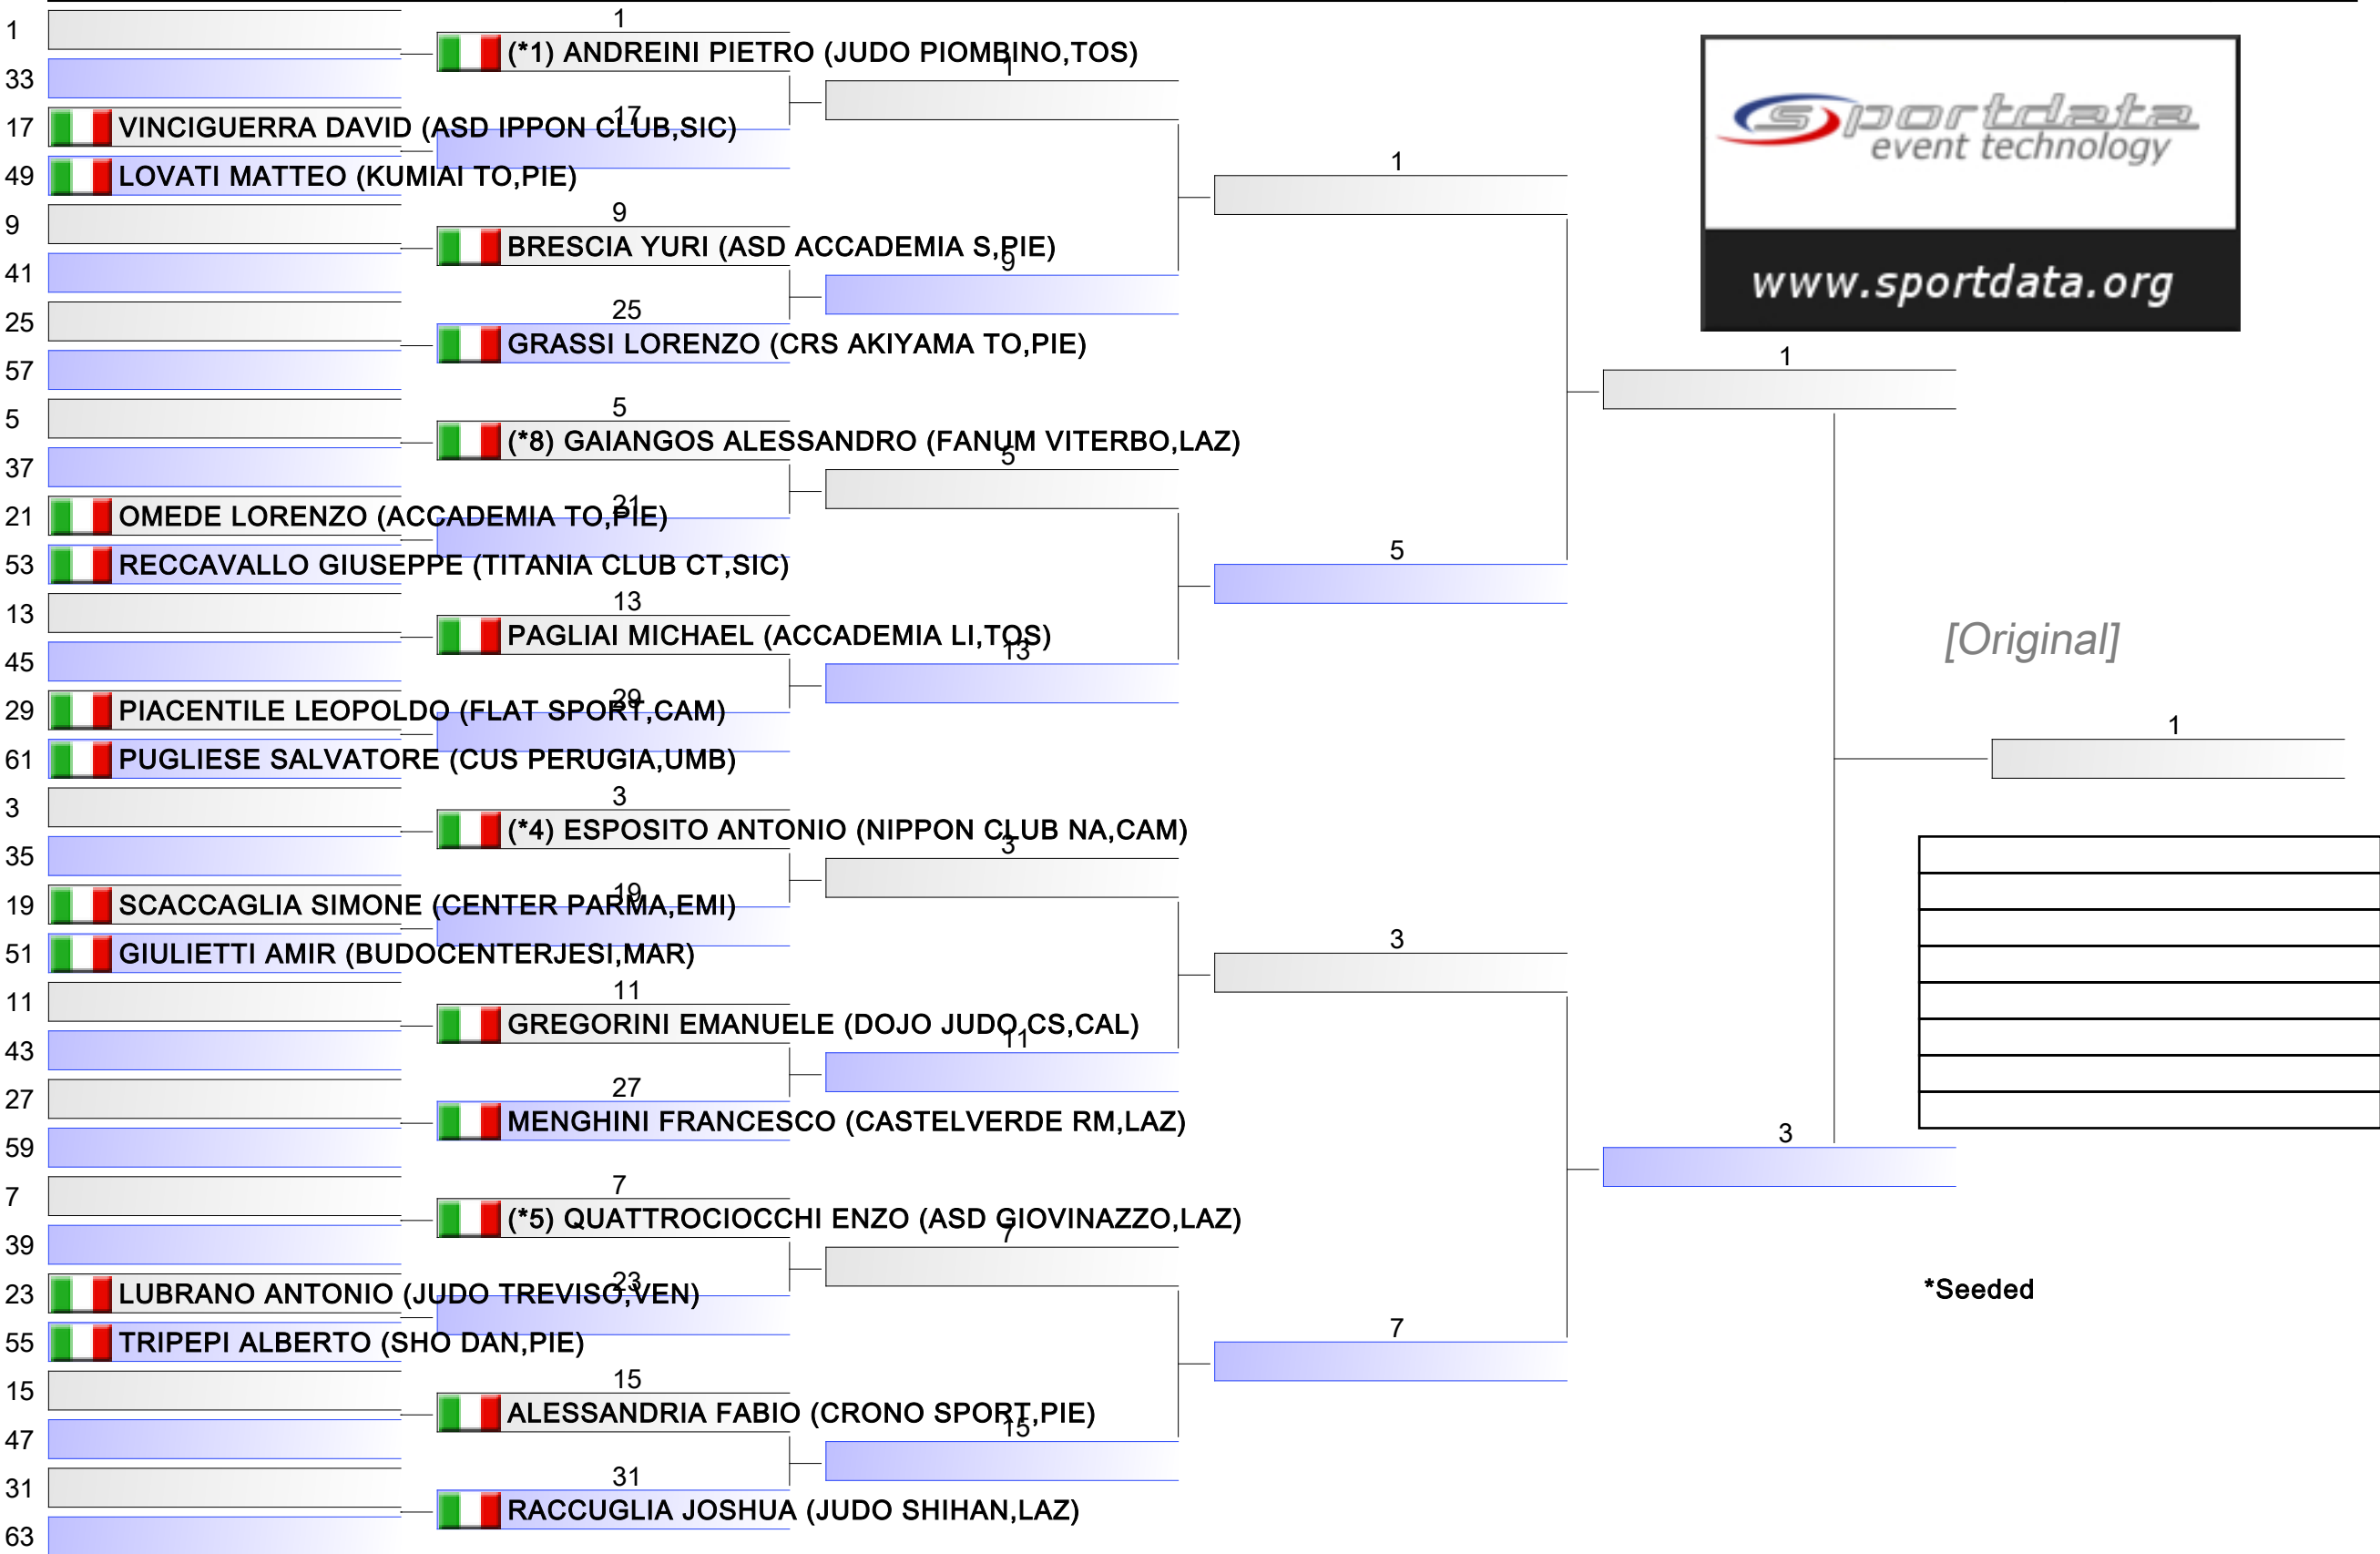 1
33
17 VINCIGUERRA DAVID (ASD IPPON CLUB,SIC)
49 LOVATI MATTEO (KUMIAI TO,PIE)
9
41
25
57
5
37
21 OMEDE LORENZO (ACCADEMIA TO,PIE)
53 RECCAVALLO GIUSEPPE (TITANIA CLUB CT,SIC)
13
45
29 PIACENTILE LEOPOLDO (FLAT SPORT,CAM)
61 PUGLIESE SALVATORE (CUS PERUGIA,UMB)
3
35
19 SCACCAGLIA SIMONE (CENTER PARMA,EMI)
51 GIULIETTI AMIR (BUDOCENTERJESI,MAR)
11
43
27
59
7
39
23 LUBRANO ANTONIO (JUDO TREVISO,VEN)
55 TRIPEPI ALBERTO (SHO DAN,PIE)
15
47
31
63
1
(*1) ANDREINI PIETRO (JUDO PIOMBINO,TOS)
17
9
BRESCIA YURI (ASD ACCADEMIA S,PIE)
25
GRASSI LORENZO (CRS AKIYAMA TO,PIE)
5
(*8) GAIANGOS ALESSANDRO (FANUM VITERBO,LAZ)
21
13
PAGLIAI MICHAEL (ACCADEMIA LI,TOS)
29
3
(*4) ESPOSITO ANTONIO (NIPPON CLUB NA,CAM)
19
11
GREGORINI EMANUELE (DOJO JUDO CS,CAL)
27
MENGHINI FRANCESCO (CASTELVERDE RM,LAZ)
7
(*5) QUATTROCIOCCHI ENZO (ASD GIOVINAZZO,LAZ)
23
15
ALESSANDRIA FABIO (CRONO SPORT,PIE)
31
RACCUGLIA JOSHUA (JUDO SHIHAN,LAZ)
1
9
5
13
3
11
7
15
1
5
3
7
1
3
sportdata
event technology
www.sportdata.org
[Original]
1
*Seeded